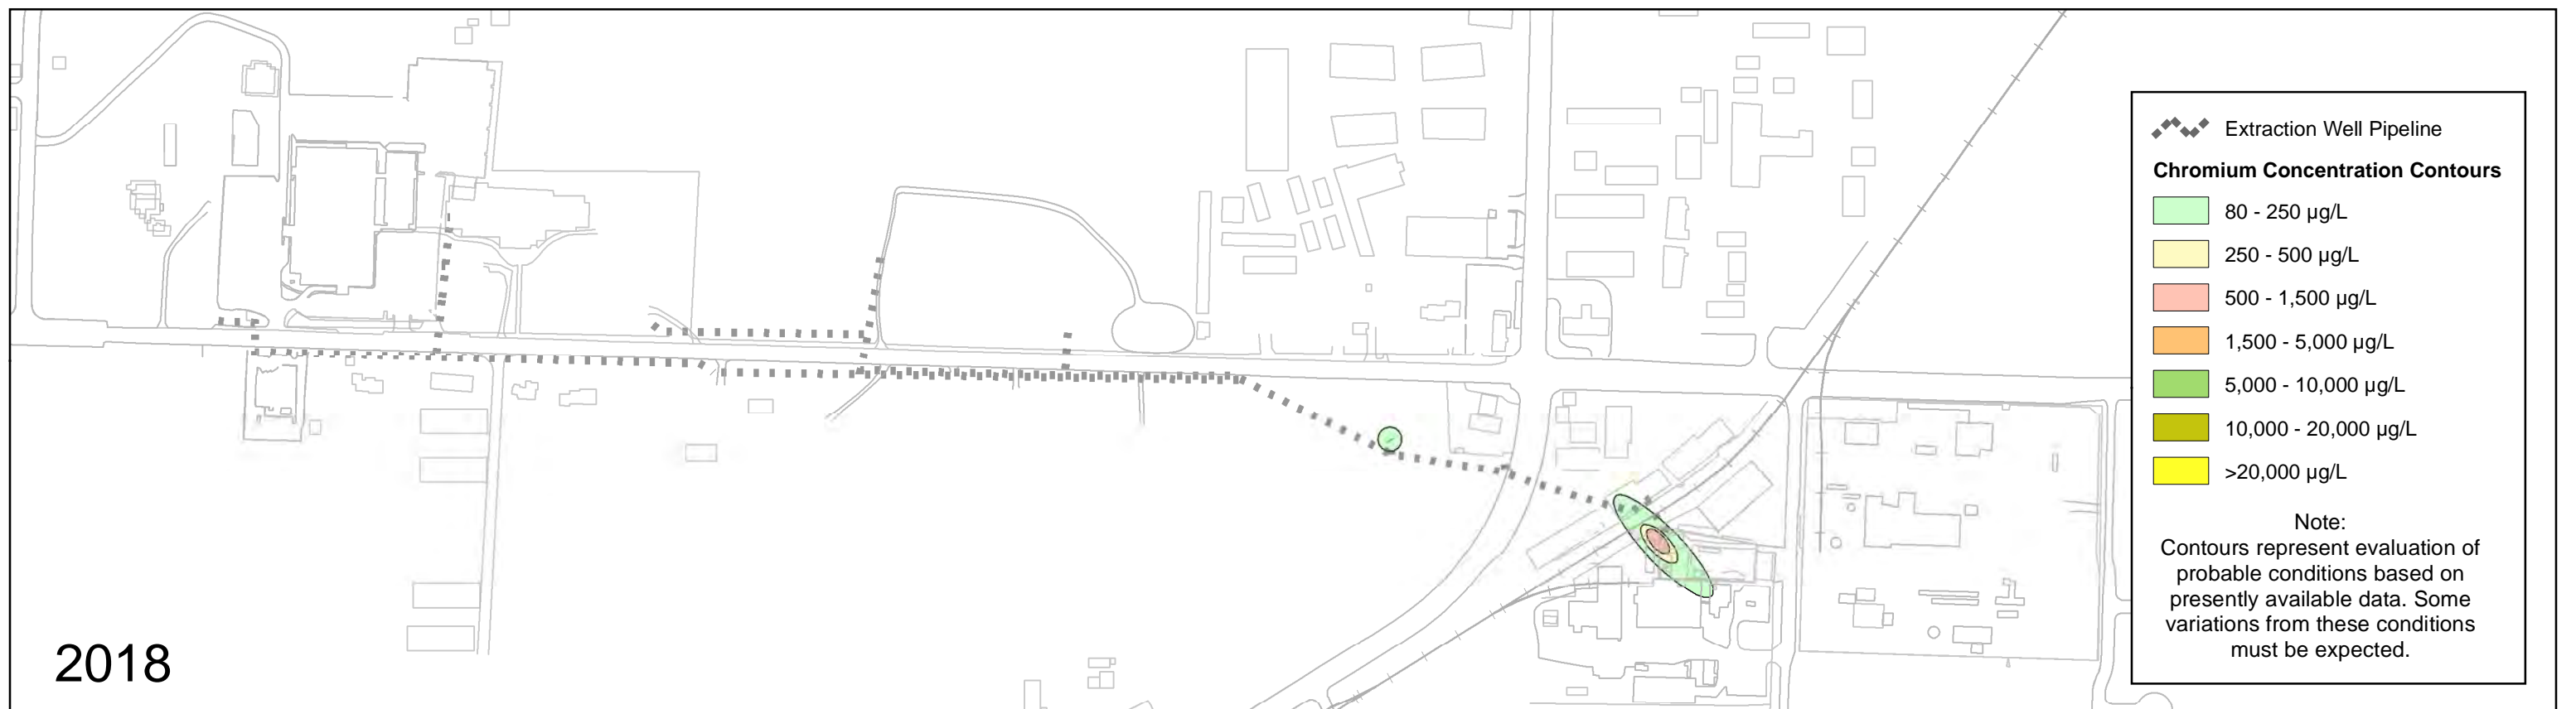 Extraction Well Pipeline
Chromium Concentration Contours
80 - 250 µg/L
250 - 500 µg/L
500 - 1,500 µg/L
1,500 - 5,000 µg/L
5,000 - 10,000 µg/L
10,000 - 20,000 µg/L
>20,000 µg/L
Note:
Contours represent evaluation of
probable conditions based on
presently available data. Some
variations from these conditions
must be expected.
2018